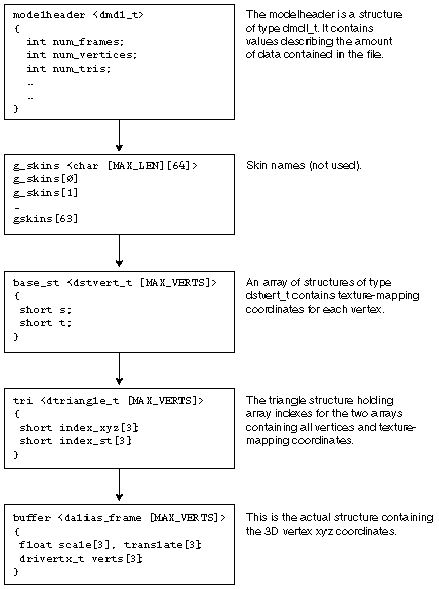 modelheader <dmdl_t>
{
int num_frames;
int num_vertices;
int num_tris;
..
..
}
The modelheader is a structure
of type dmdl_t. It contains
values describing the amount
of data contained in the file.
g_skins <char [MAX_LEN][64]>
g_skins[0]
g_skins[1]
..
gskins[63]
Skin names (not used).
base_st <dstvert_t [MAX_VERTS]>
{
short s;
short t;
}
An array of structures of type
dstvert_t contains texture-mapping
coordinates for each vertex.
tri <dtriangle_t [MAX_VERTS]>
{
short index_xyz[3];
short index_st[3]
}
The triangle structure holding
array indexes for the two arrays
containing all vertices and texture-
mapping coordinates.
buffer <dalias_frame [MAX_VERTS]>
{
float scale[3], translate[3];
drivertx_t verts[3];
}
This is the actual structure containing
the 3D vertex xyz coordinates.